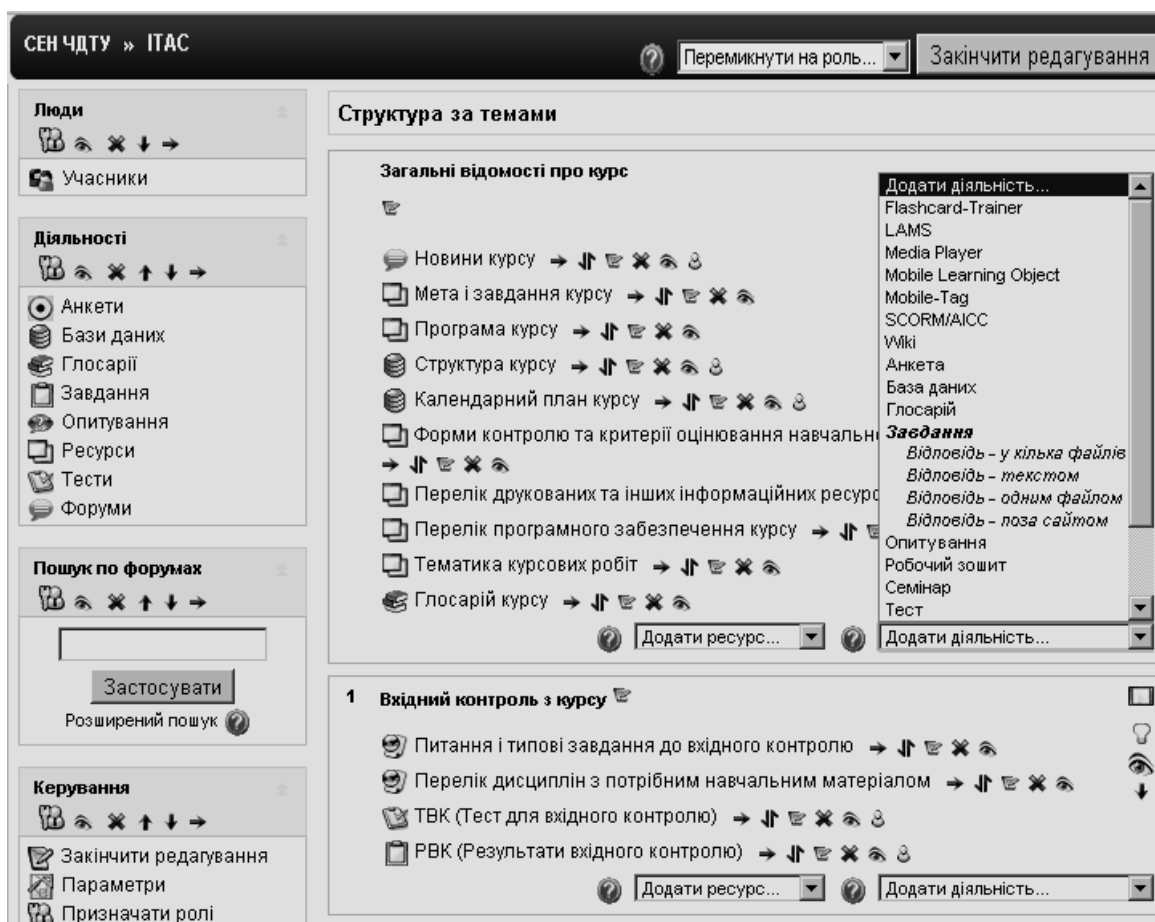 СЕН ЧДТУ » ІТАС
Перемикнути на роль...
Закінчити редагування
Люди
Учасники
Діяльності
Анкети
Бази даних
Глосарії
Завдання
Опитування
Ресурси
Тести
Форуми
Пошук по форумах
Застосувати
Розширений пошук
Керування
Закінчити редагування
Параметри
Призначати ролі
Структура за темами
Загальні відомості про курс
Новини курсу
Мета і завдання курсу
Програма курсу
Структура курсу
Календарний план курсу
Форми контролю та критерії оцінювання
Перелік друкованих та інших інформаційних
Перелік програмного забезпечення курсу
Тематика курсових робіт
Глосарій курсу
Додати ресурс...
Додати діяльність...
Flashcard-Trainer
LAMS
Media Player
Mobile Learning Object
Mobile-Tag
SCORM/AICC
Wiki
Анкета
База даних
Глосарій
Завдання
Відповідь - у кілька файлів
Відповідь - текстом
Відповідь - одним файлом
Відповідь - поза сайтом
Опитування
Робочий зошит
Семінар
Тест
Додати діяльність...
1 Вхідний контроль з курсу
Питання і типові завдання до вхідного контролю
Перелік дисциплін з потрібним навчальним матеріалом
ТВК (Тест для вхідного контролю)
РВК (Результати вхідного контролю)
Додати ресурс...
Додати діяльність...